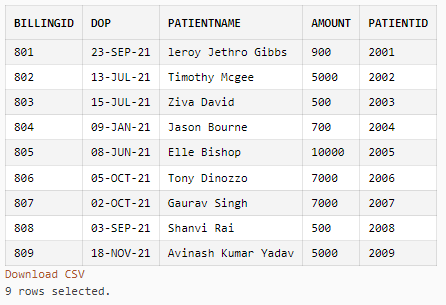 BILLINGID DOP PATIENTNAME AMOUNT PATIENTID
801 23-SEP-21 leroy Jethro Gibbs 900 2001
802 13-JUL-21 Timothy Mcgee 5000 2002
803 15-JUL-21 Ziva David 500 2003
804 09-JAN-21 Jason Bourne 700 2004
805 08-JUN-21 Elle Bishop 10000 2005
806 05-OCT-21 Tony Dinozzo 7000 2006
807 02-OCT-21 Gaurav Singh 7000 2007
808 03-SEP-21 Shanvi Rai 500 2008
809 18-NOV-21 Avinash Kumar Yadav 5000 2009
Download CSV
9 rows selected.